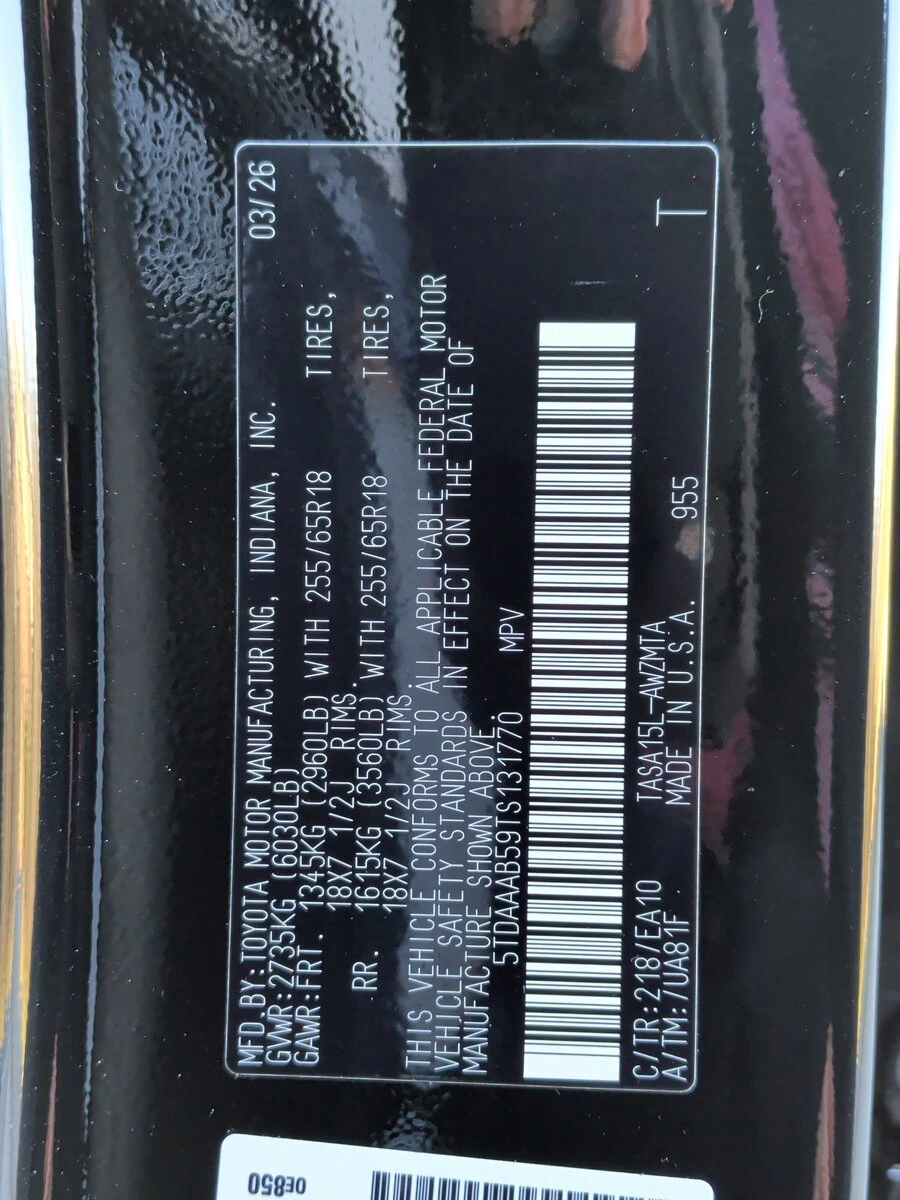 MFD.BY:TOYOTA MOTOR MANUFACTURING, INDIANA, INC. 03/26
GVWR:2735KG (6030LB)
GAWR:FRT. 1345KG (2960LB) WITH 255/65R18 TIRES,
18X7 1/2J RIMS.
RR. 1615KG (3560LB) WITH 255/65R18 TIRES,
18X7 1/2J RIMS.
THIS VEHICLE CONFORMS TO ALL APPLICABLE FEDERAL MOTOR
VEHICLE SAFETY STANDARDS IN EFFECT ON THE DATE OF
MANUFACTURE SHOWN ABOVE.
5TDAAAB59TS131770 MPV
C/TR:218/EA10 TASA15L-AWZMTA
A/TM:7UA81F MADE IN U.S.A. 955 T
0E850